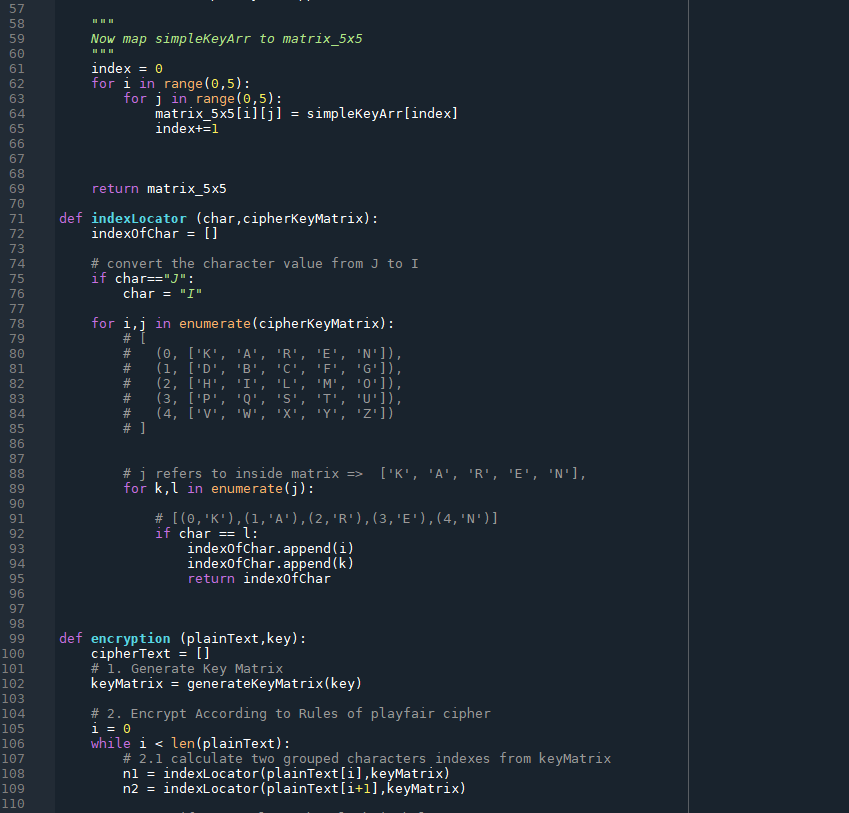 57
58 """
59 Now map simpleKeyArr to matrix_5x5
60 """
61 index = 0
62 for i in range(0,5):
63 for j in range(0,5):
64 matrix_5x5[i][j] = simpleKeyArr[index]
65 index+=1
66
67
68
69 return matrix_5x5
70
71 def indexLocator (char,cipherKeyMatrix):
72 indexOfChar = []
73
74 # convert the character value from J to I
75 if char=="J":
76 char = "I"
77
78 for i,j in enumerate(cipherKeyMatrix):
79 # [
80 #   (0, ['K', 'A', 'R', 'E', 'N']),
81 #   (1, ['D', 'B', 'C', 'F', 'G']),
82 #   (2, ['H', 'I', 'L', 'M', 'O']),
83 #   (3, ['P', 'Q', 'S', 'T', 'U']),
84 #   (4, ['V', 'W', 'X', 'Y', 'Z'])
85 # ]
86
87
88 # j refers to inside matrix =>  ['K', 'A', 'R', 'E', 'N'],
89 for k,l in enumerate(j):
90
91 # [(0,'K'),(1,'A'),(2,'R'),(3,'E'),(4,'N')]
92 if char == l:
93 indexOfChar.append(i)
94 indexOfChar.append(k)
95 return indexOfChar
96
97
98
99 def encryption (plainText,key):
100 cipherText = []
101 # 1. Generate Key Matrix
102 keyMatrix = generateKeyMatrix(key)
103
104 # 2. Encrypt According to Rules of playfair cipher
105 i = 0
106 while i < len(plainText):
107 # 2.1 calculate two grouped characters indexes from keyMatrix
108 n1 = indexLocator(plainText[i],keyMatrix)
109 n2 = indexLocator(plainText[i+1],keyMatrix)
110